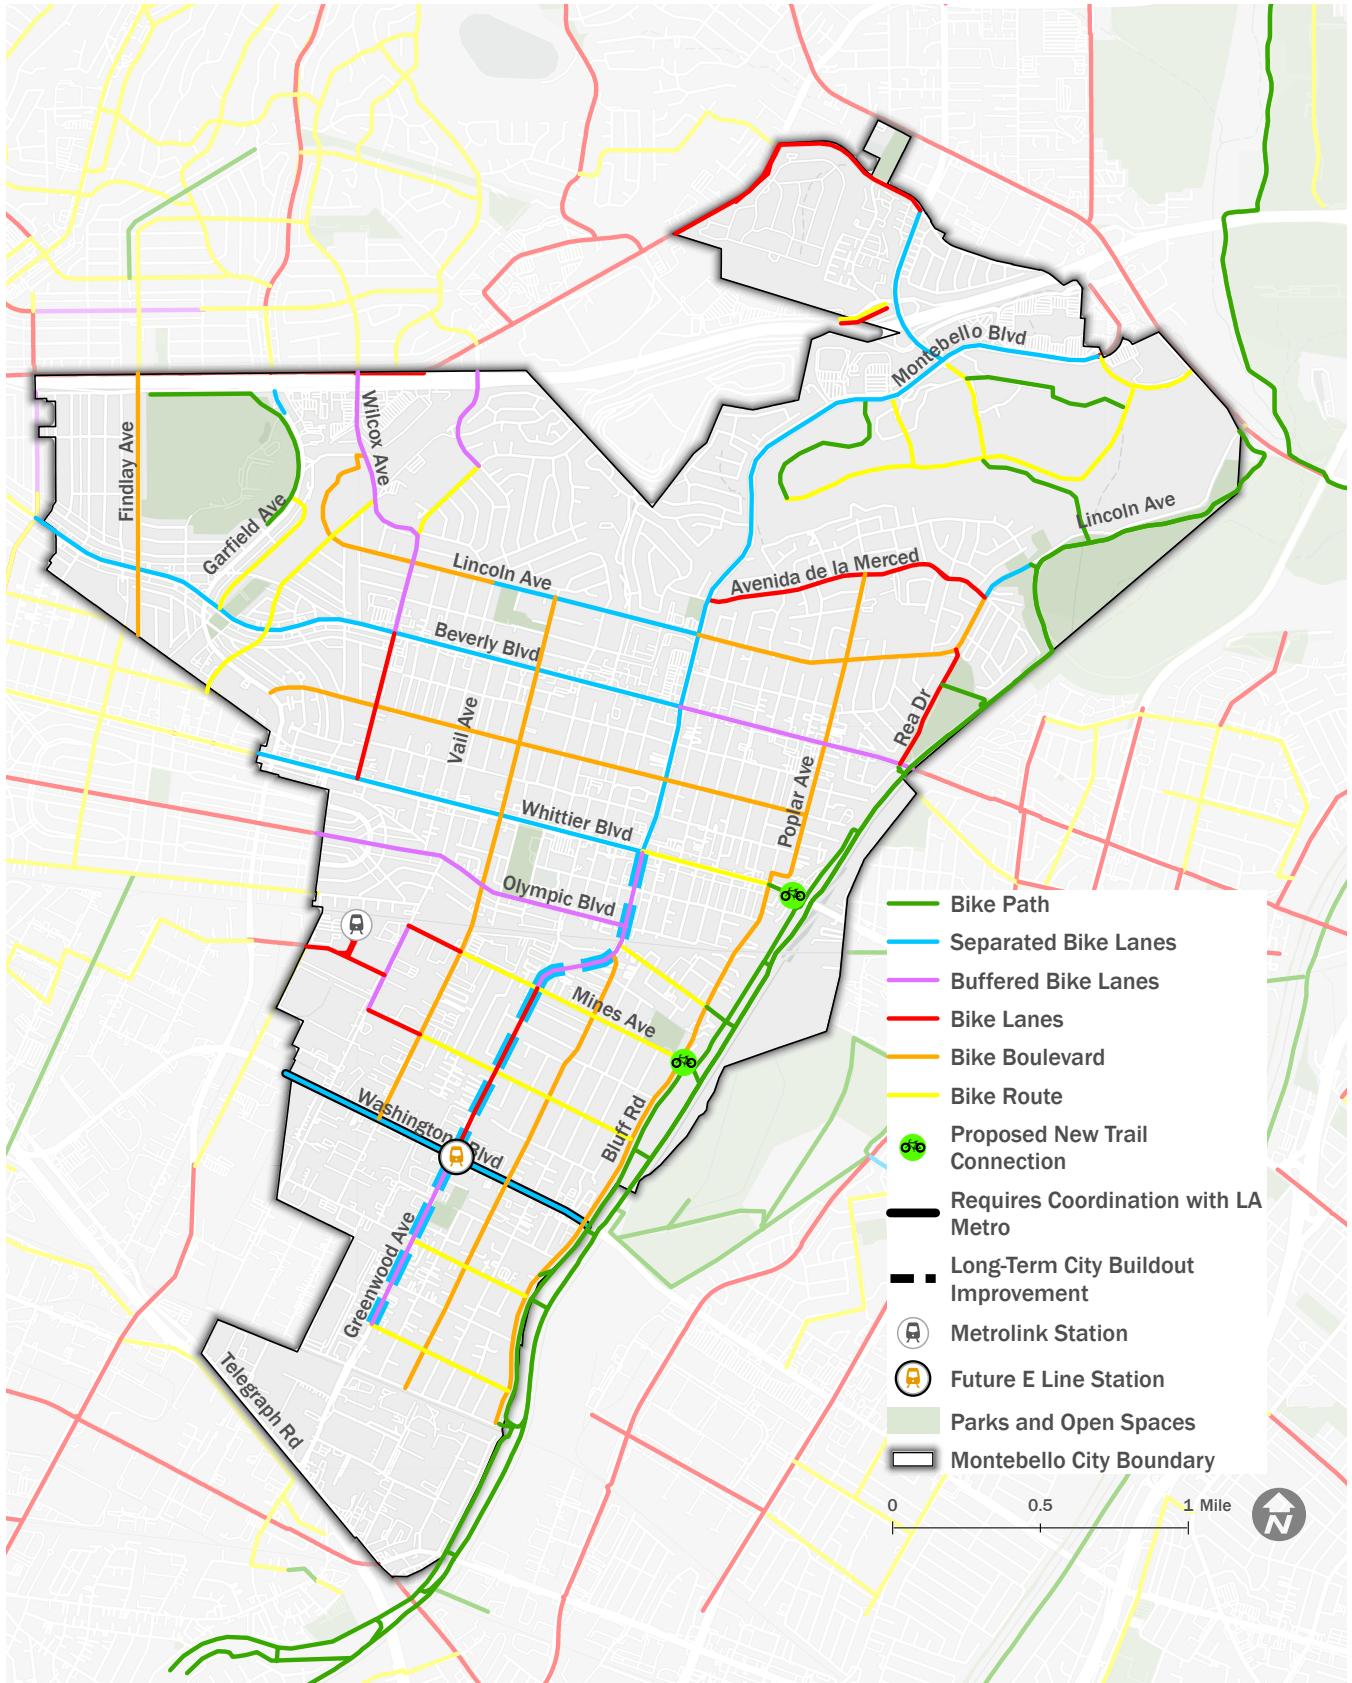 Montebello Blvd
Wilcox Ave
Findlay Ave
Garfield Ave
Lincoln Ave
Lincoln Ave
Avenida de la Merced
Beverly Blvd
Rea Dr
Vail Ave
Poplar Ave
Whittier Blvd
Olympic Blvd
Mines Ave
Bluff Rd
Washington Blvd
Greenwood Ave
Telegraph Rd
Bike Path
Separated Bike Lanes
Buffered Bike Lanes
Bike Lanes
Bike Boulevard
Bike Route
Proposed New Trail
Connection
Requires Coordination with LA
Metro
Long-Term City Buildout
Improvement
Metrolink Station
Future E Line Station
Parks and Open Spaces
Montebello City Boundary
0 0.5 1 Mile
N